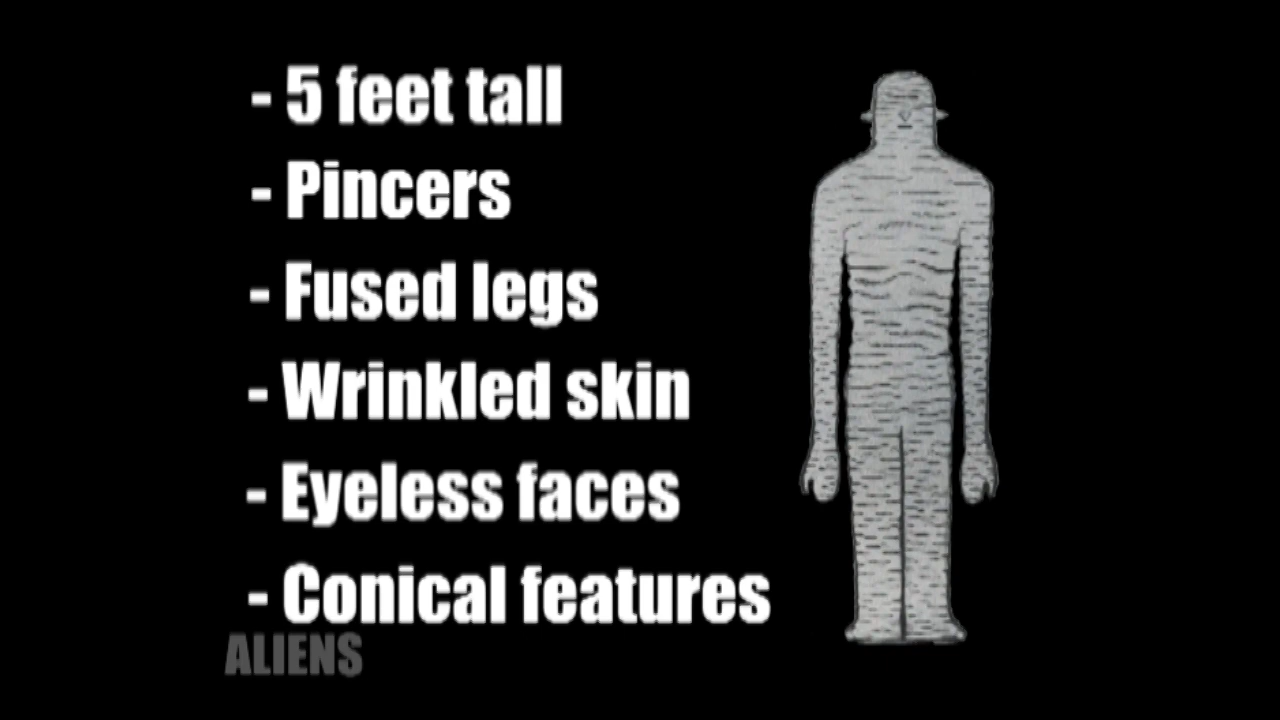 - 5 feet tall
- Pincers
- Fused legs
- Wrinkled skin
- Eyeless faces
- Conical features
ALIENS